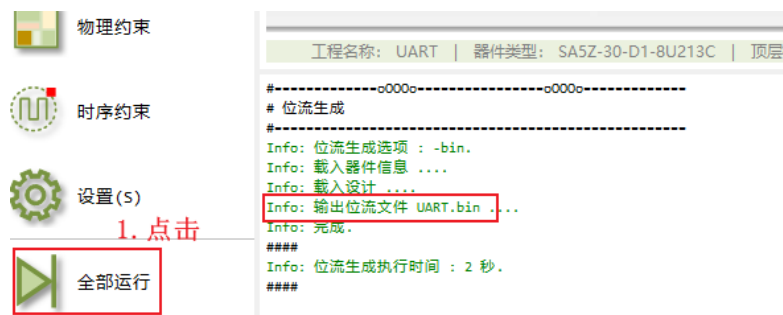 物理约束
时序约束
设置(S)
1. 点击
全部运行
工程名称: UART | 器件类型: SA5Z-30-D1-8U213C | 顶层
#-------------oOOOo----------------oOOOo-------------
# 位流生成
#----------------------------------------------------
Info: 位流生成选项 : -bin.
Info: 载入器件信息 ....
Info: 载入设计 ....
Info: 输出位流文件 UART.bin ....
Info: 完成.
####
Info: 位流生成执行时间 : 2 秒.
####